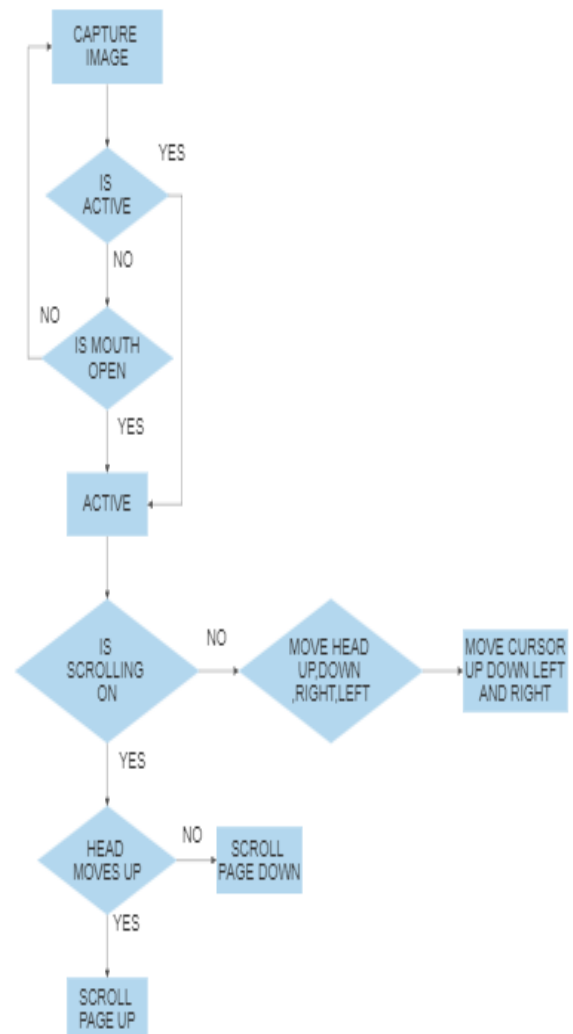 CAPTURE
IMAGE
YES
IS
ACTIVE
NO
NO
IS MOUTH
OPEN
YES
ACTIVE
IS
SCROLLING
ON
NO
MOVE HEAD
UP,DOWN
,RIGHT,LEFT
MOVE CURSOR
UP DOWN LEFT
AND RIGHT
YES
HEAD
MOVES UP
NO
SCROLL
PAGE DOWN
YES
SCROLL
PAGE UP